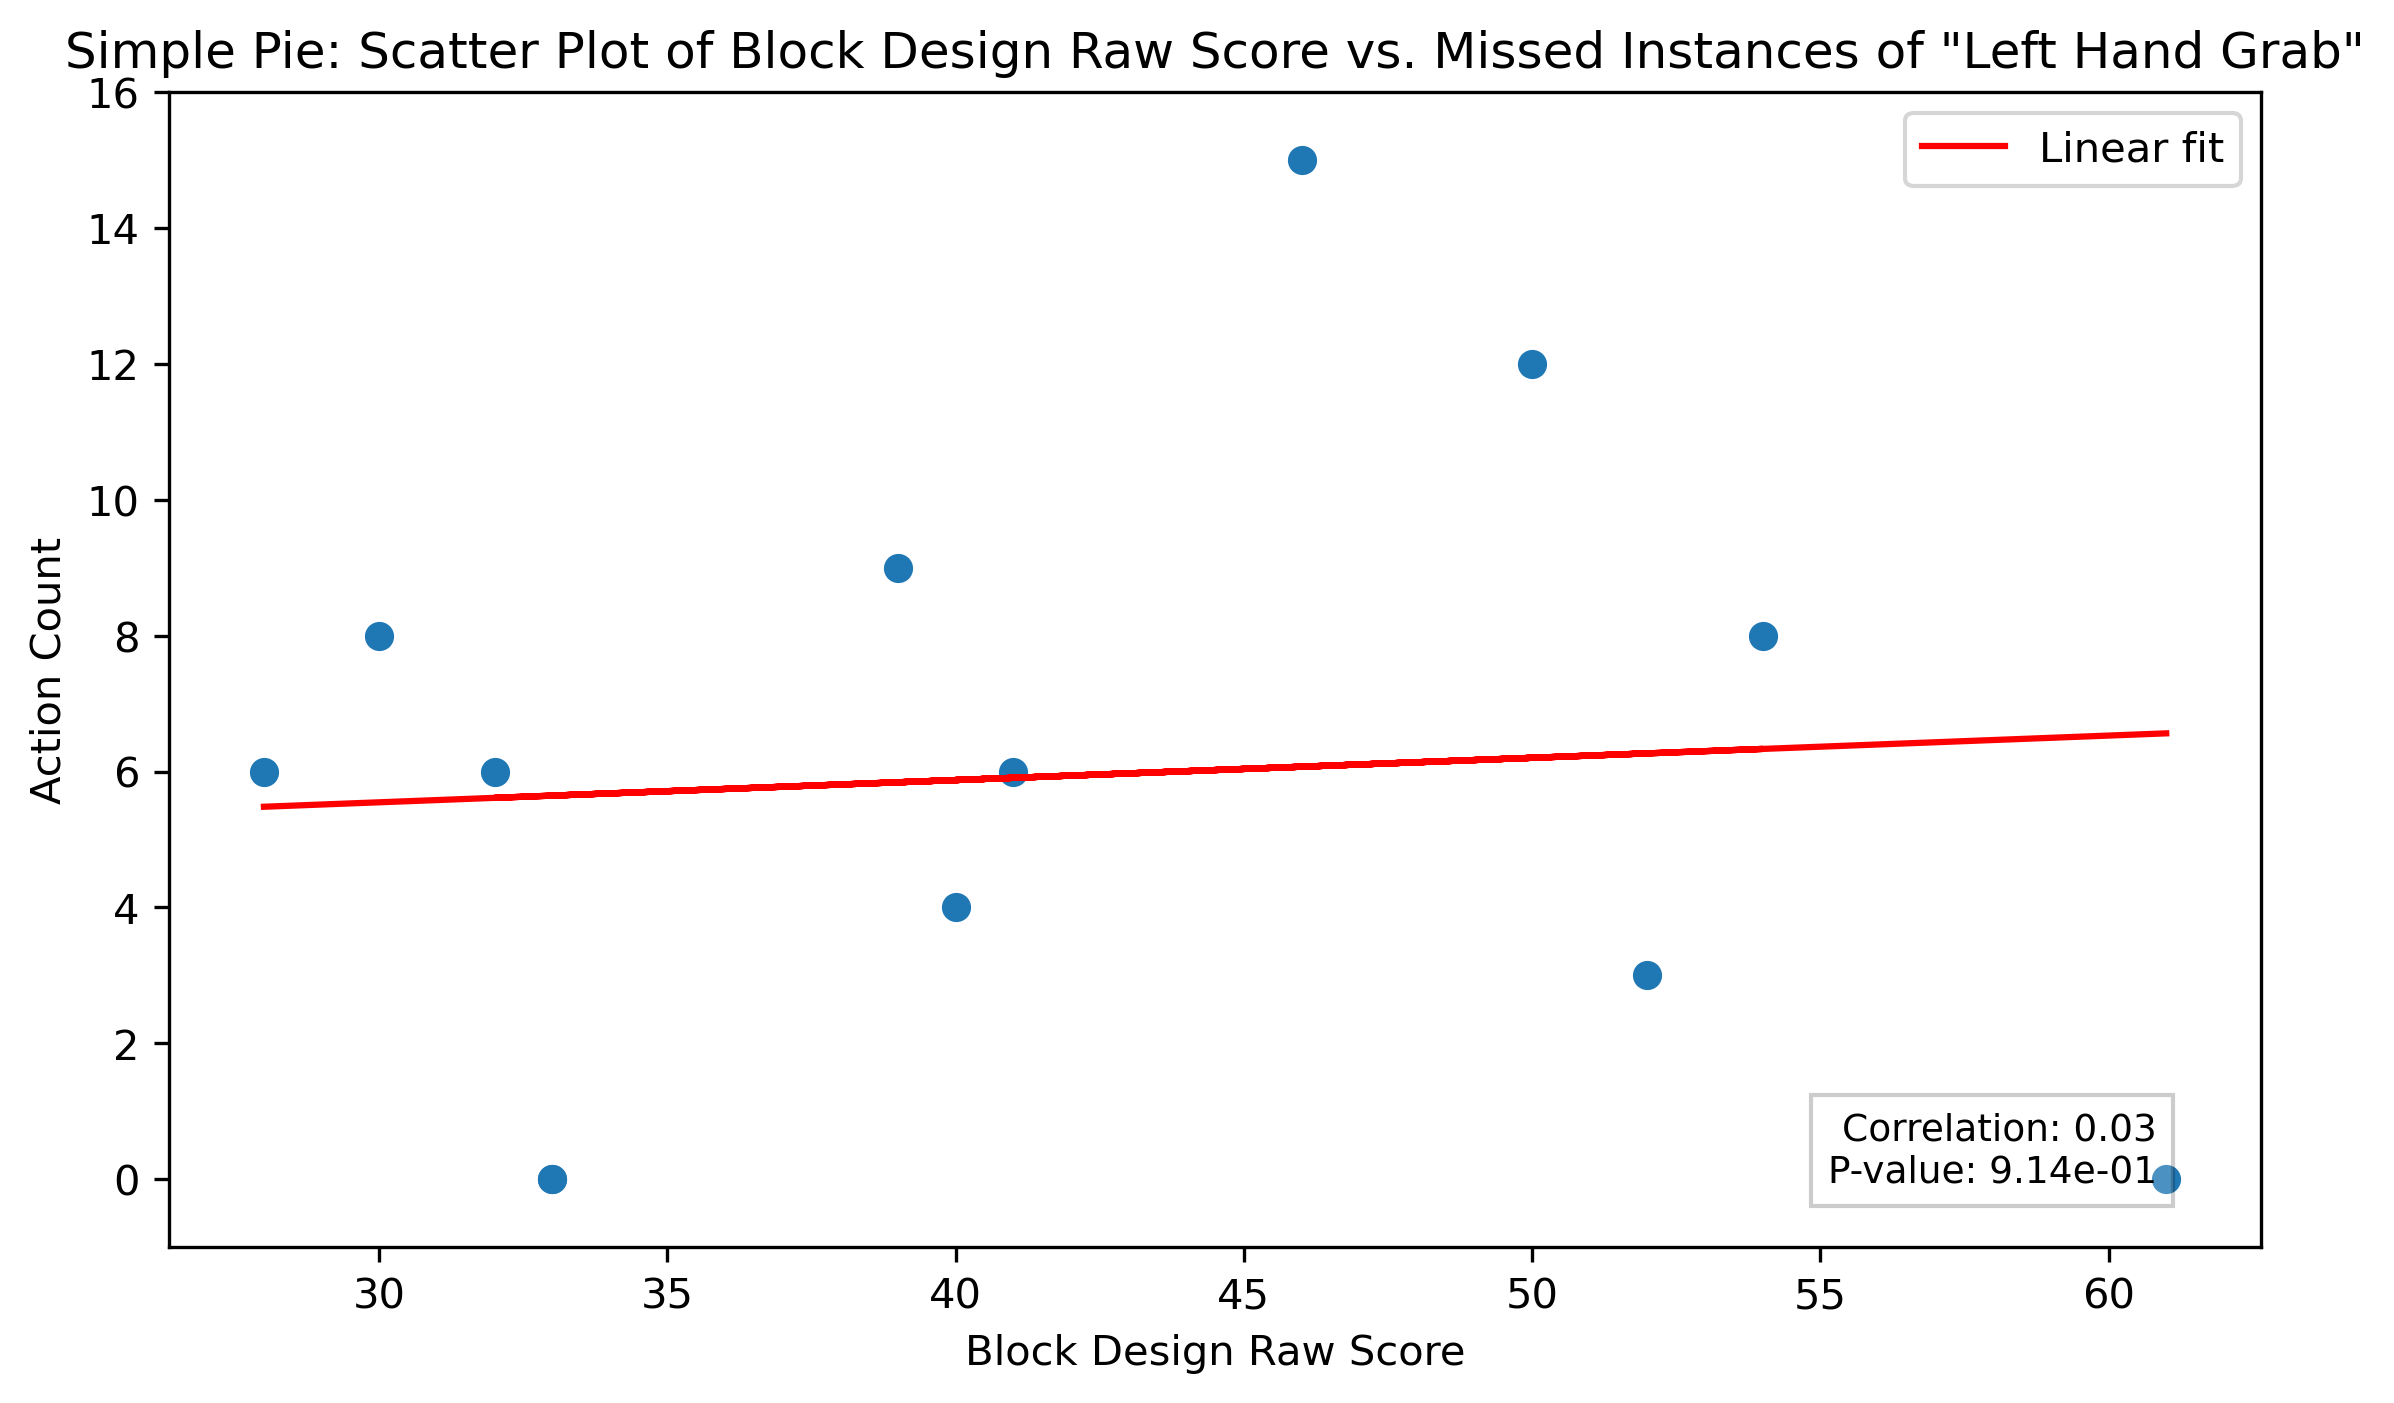 Simple Pie: Scatter Plot of Block Design Raw Score vs. Missed Instances of "Left Hand Grab"
Linear fit
16
14
12
10
8
6
4
2
0
Action Count
Correlation: 0.03
P-value: 9.14e-01
30
35
40
45
50
55
60
Block Design Raw Score